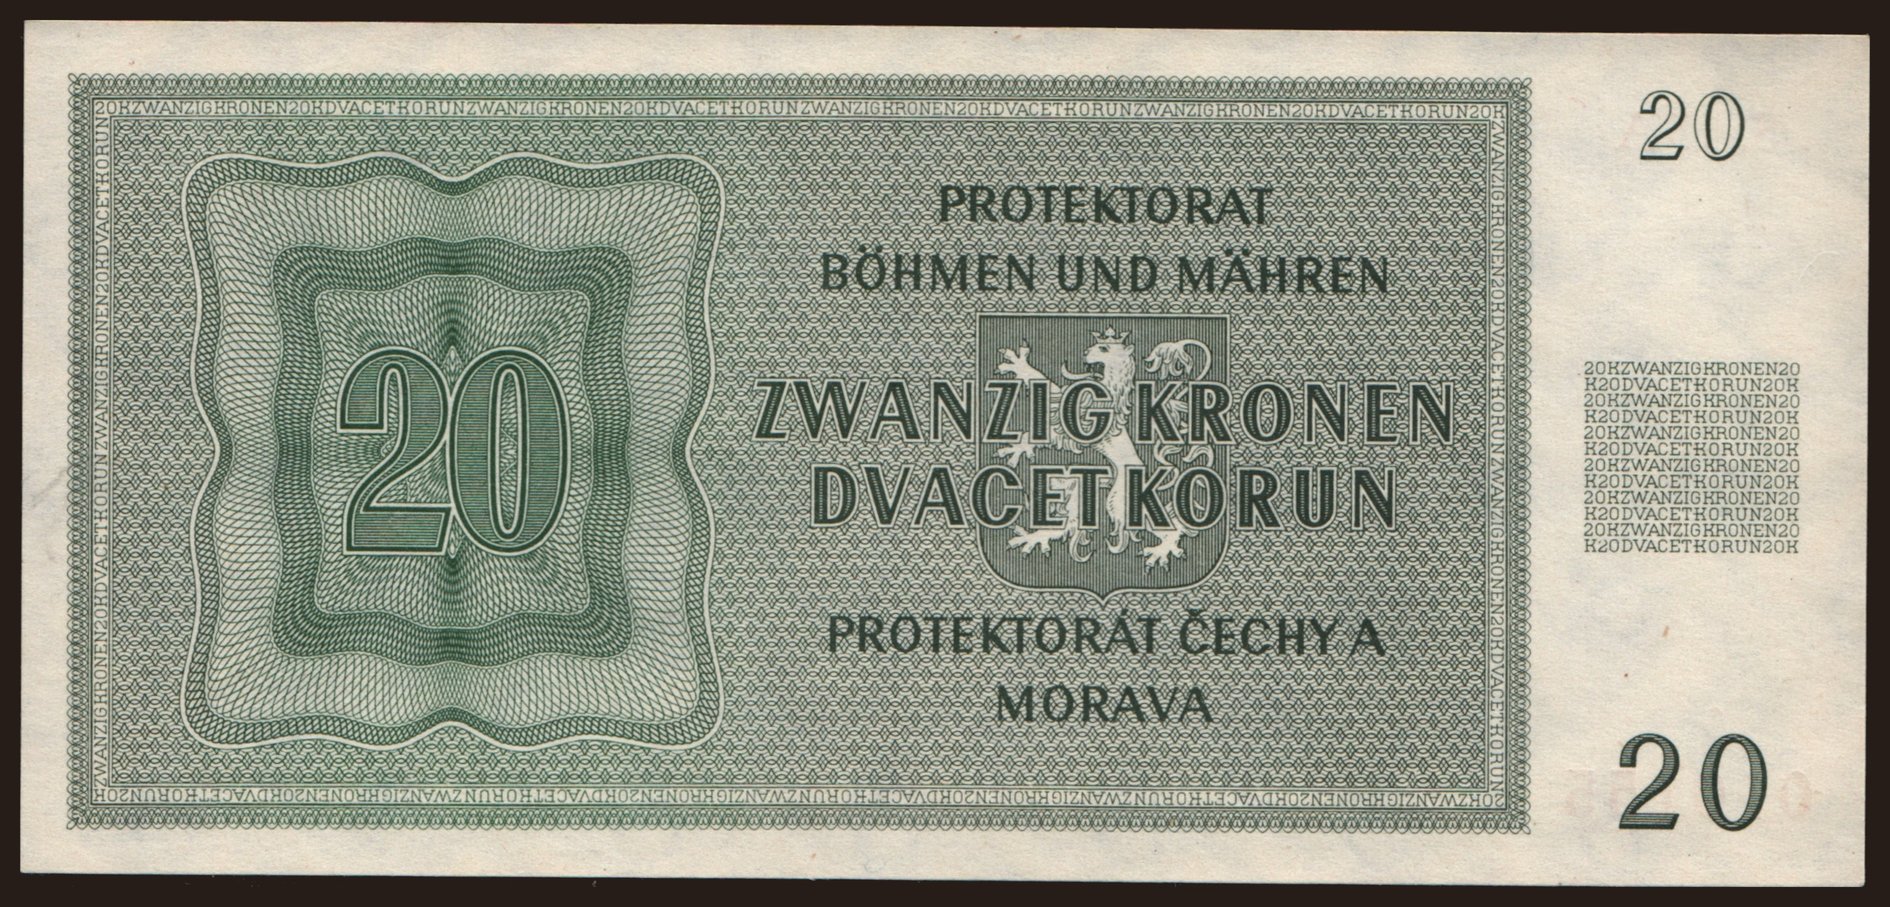 20KZWANZIGKRONEN20KDVACETKORUNZWANZIGKRONEN20KDVACETKORUNZWANZIGKRONEN20KDVACETKORUNZWANZIGKRONEN20KDVACETKORUN20K
20
PROTEKTORAT
BÖHMEN UND MÄHREN
20
ZWANZIG KRONEN
DVACET KORUN
PROTEKTORÁT ČECHY A
MORAVA
20KZWANZIGKRONEN20
K20DVACETKORUN20K
20KZWANZIGKRONEN20
K20DVACETKORUN20K
20KZWANZIGKRONEN20
K20DVACETKORUN20K
20KZWANZIGKRONEN20
K20DVACETKORUN20K
20KZWANZIGKRONEN20
K20DVACETKORUN20K
20KZWANZIGKRONEN20
K20DVACETKORUN20K
20